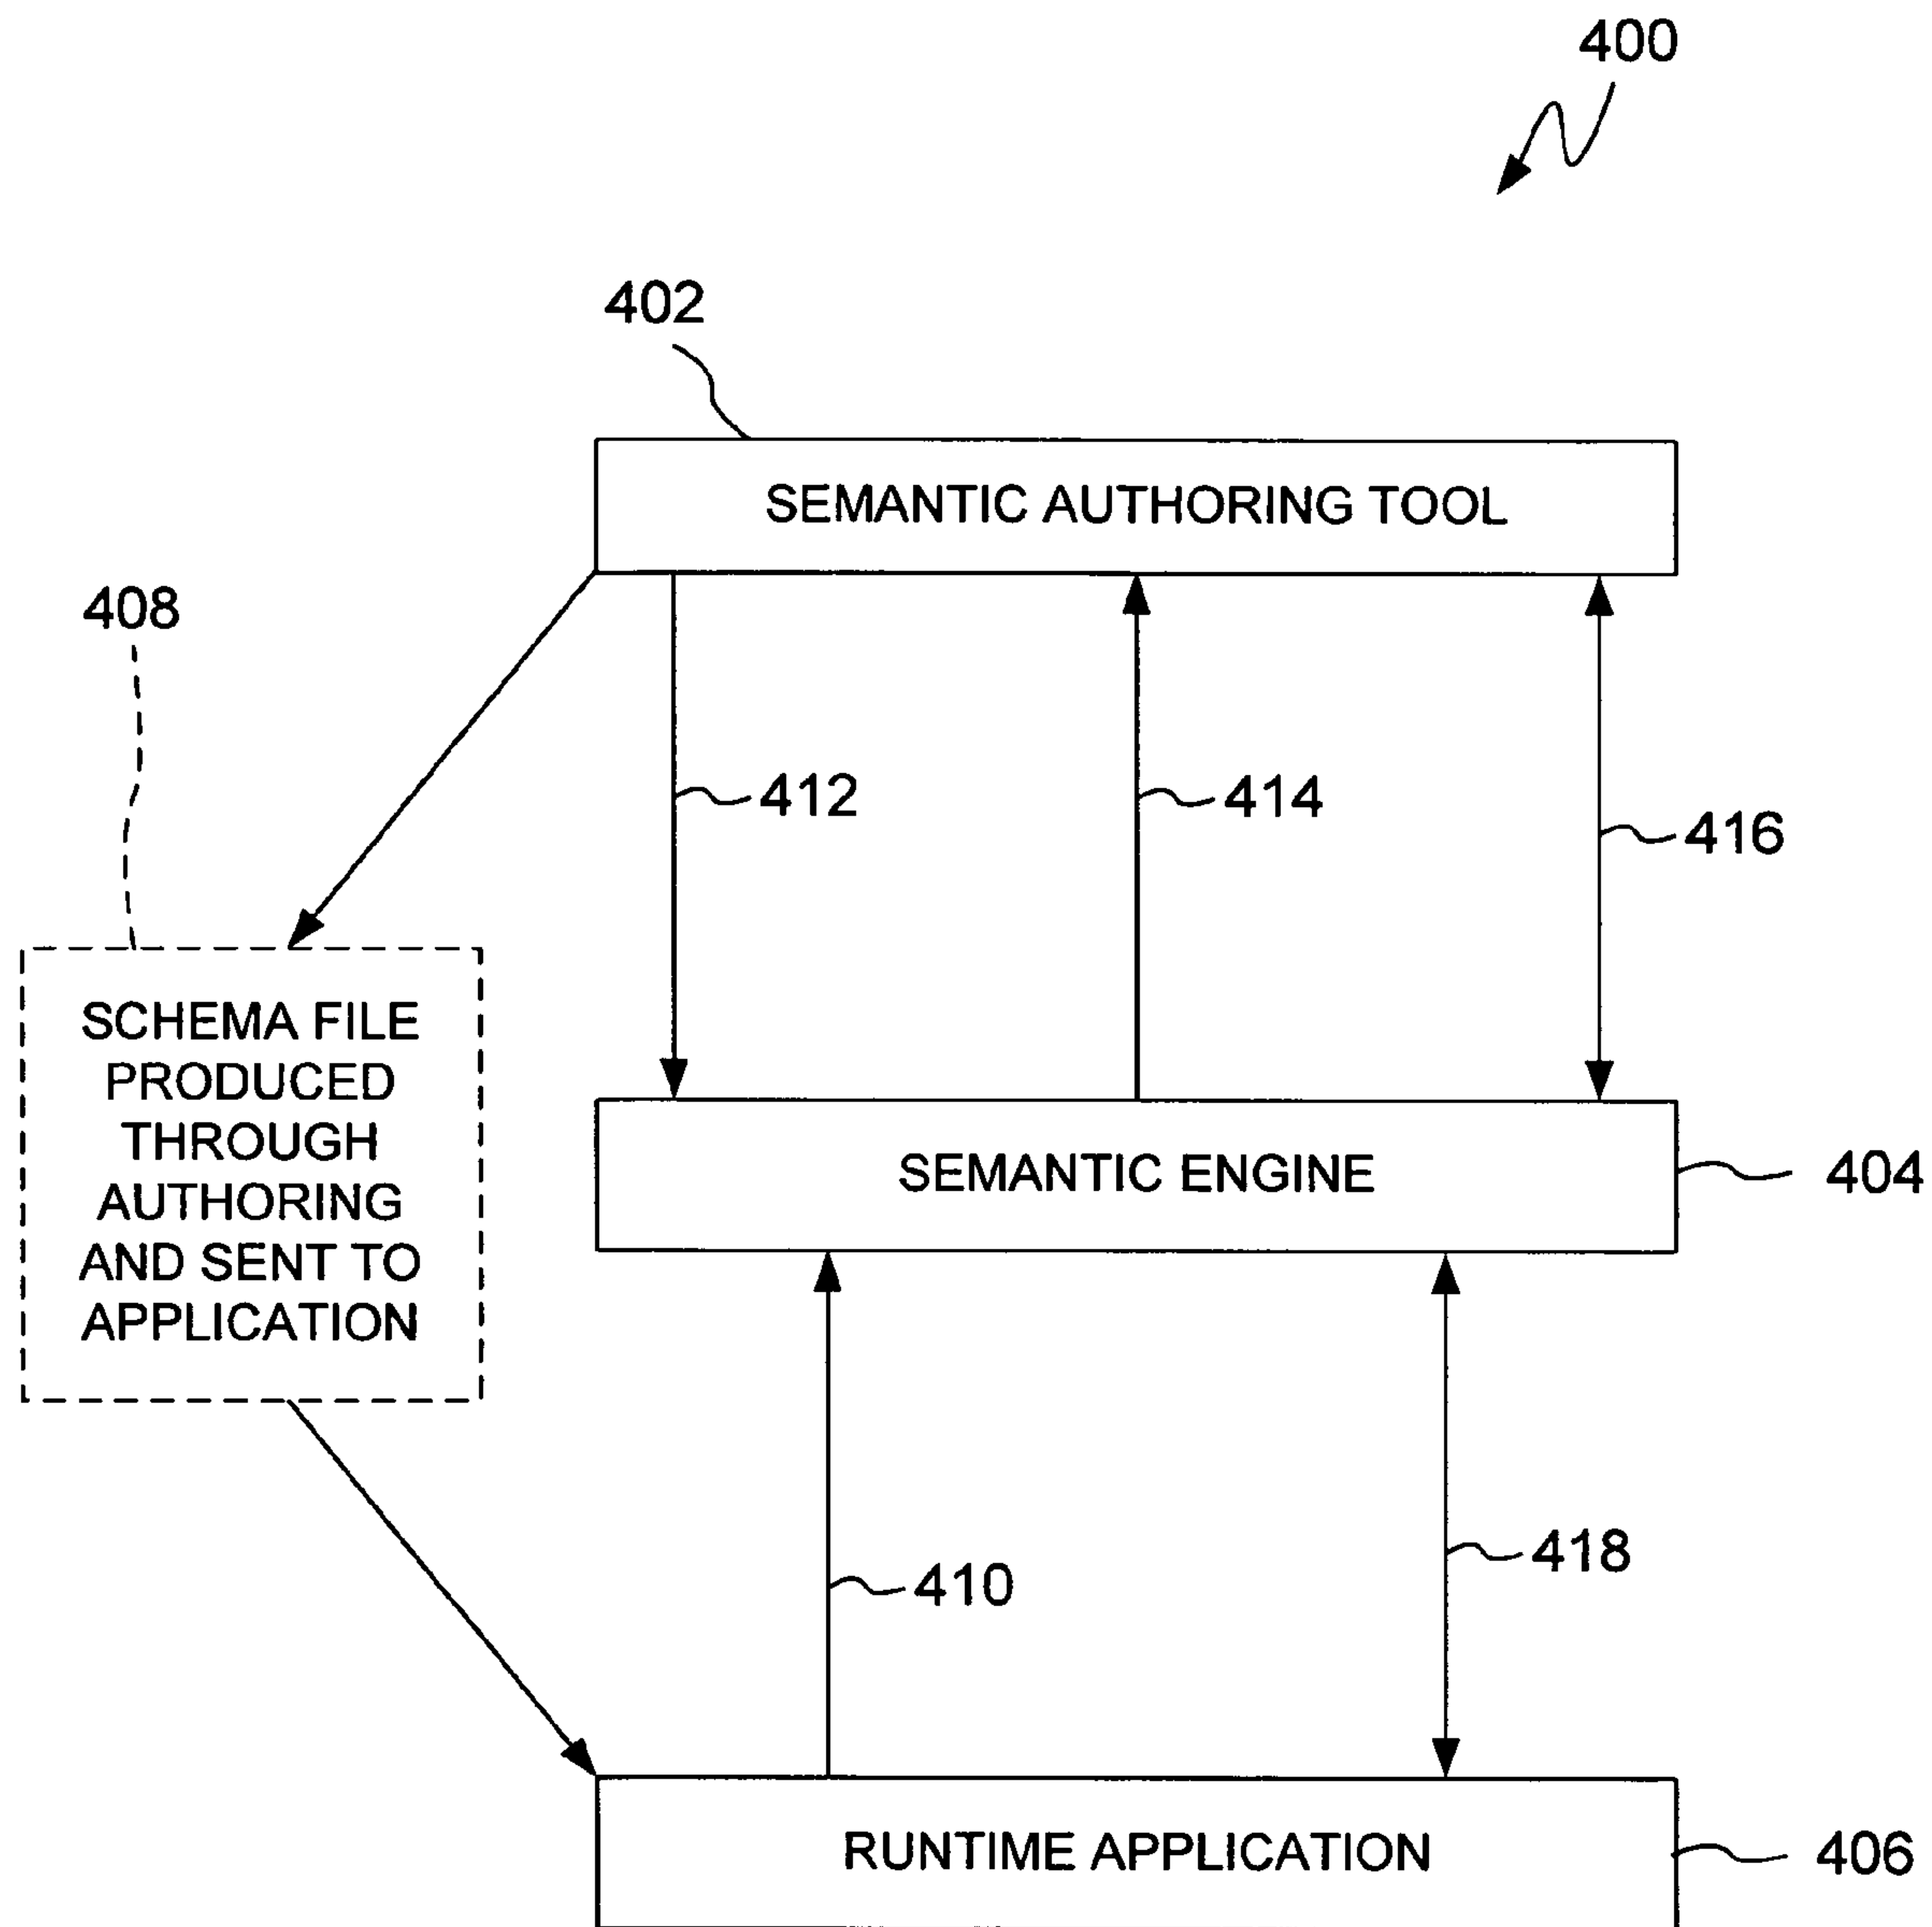 400
402
SEMANTIC AUTHORING TOOL
408
412
414
416
SCHEMA FILE
PRODUCED
THROUGH
AUTHORING
AND SENT TO
APPLICATION
SEMANTIC ENGINE
404
410
418
RUNTIME APPLICATION
406